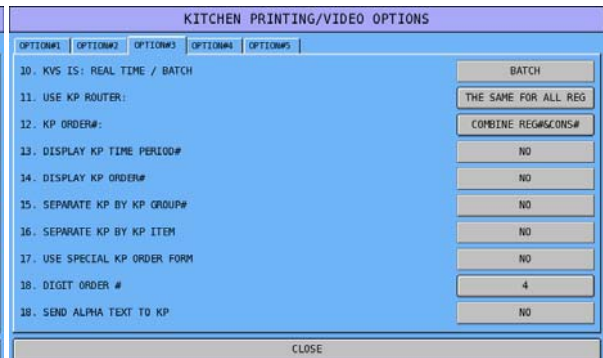 KITCHEN PRINTING/VIDEO OPTIONS
OPTION#1 OPTION#2 OPTION#3 OPTION#4 OPTION#5
10. KVS IS: REAL TIME / BATCH BATCH
11. USE KP ROUTER: THE SAME FOR ALL REG
12. KP ORDER#: COMBINE REG#&CONS#
13. DISPLAY KP TIME PERIOD# NO
14. DISPLAY KP ORDER# NO
15. SEPARATE KP BY KP GROUP# NO
16. SEPARATE KP BY KP ITEM NO
17. USE SPECIAL KP ORDER FORM NO
18. DIGIT ORDER # 4
18. SEND ALPHA TEXT TO KP NO
CLOSE